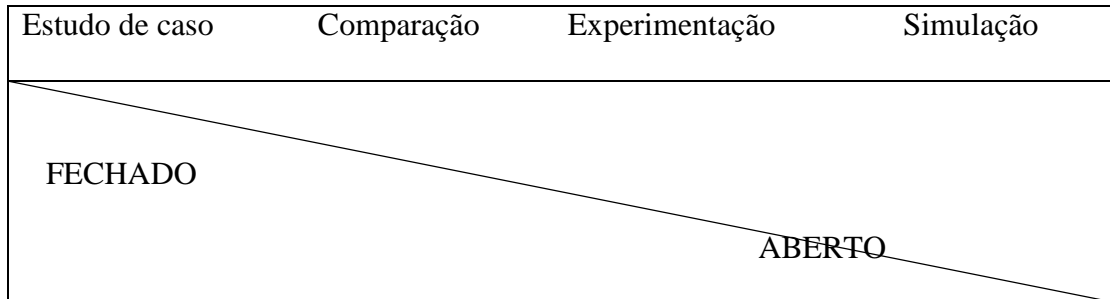 Estudo de caso Comparação Experimentação Simulação
FECHADO
ABERTO